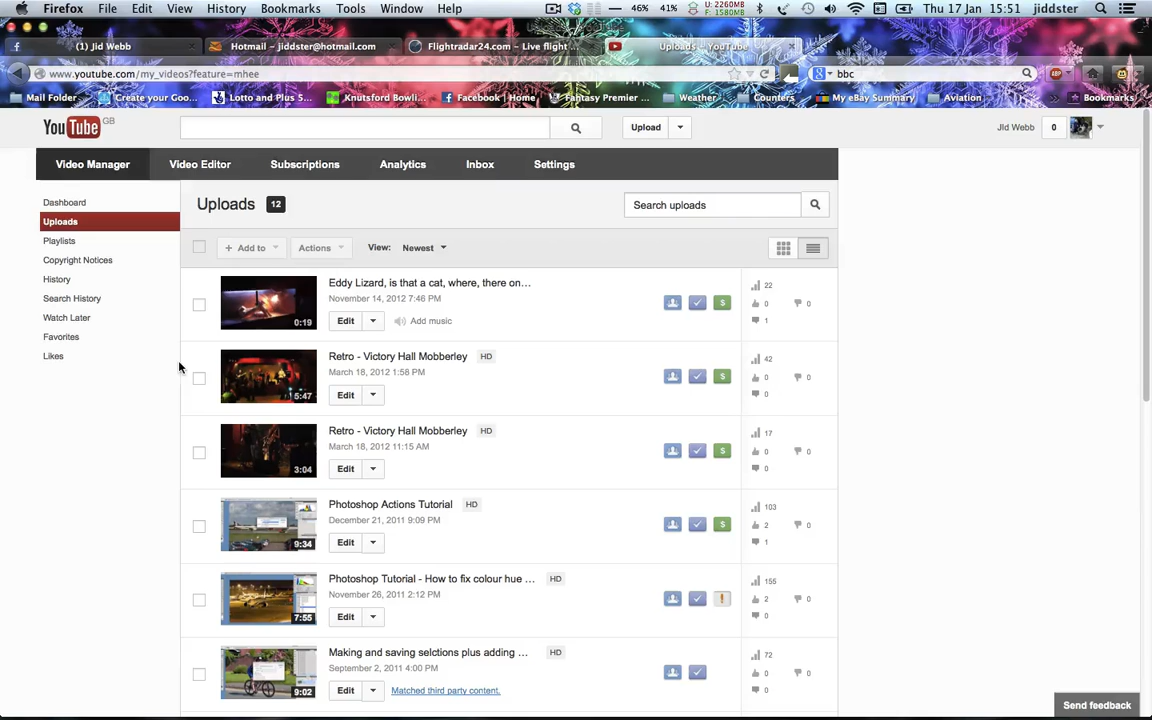 Firefox File Edit View History Bookmarks Tools Window Help 46% 41% U: 2260MB F: 1580MB Thu 17 Jan 15:51 jiddster
(1) Jid Webb Hotmail - jiddster@hotmail.com Flightradar24.com - Live flight ... Uploads - YouTube
www.youtube.com/my_videos?feature=mhee bbc
Mail Folder Create your Goo... Lotto and Plus 5... Knutsford Bowli... Facebook | Home Fantasy Premier ... Weather Counters My eBay Summary Aviation Bookmarks
YouTube GB Upload Jid Webb 0
Video Manager Video Editor Subscriptions Analytics Inbox Settings
Dashboard
Uploads
Playlists
Copyright Notices
History
Search History
Watch Later
Favorites
Likes
Uploads 12 Search uploads
+ Add to Actions View: Newest
Eddy Lizard, is that a cat, where, there on... 22
November 14, 2012 7:46 PM 0 0
0:19 Edit Add music 1
Retro - Victory Hall Mobberley HD 42
March 18, 2012 1:58 PM 0 0
5:47 Edit 0
Retro - Victory Hall Mobberley HD 17
March 18, 2012 11:15 AM 0 0
3:04 Edit 0
Photoshop Actions Tutorial HD 103
December 21, 2011 9:09 PM 2 0
9:34 Edit 1
Photoshop Tutorial - How to fix colour hue ... HD 155
November 26, 2011 2:12 PM 2 0
7:55 Edit 0
Making and saving selctions plus adding ... HD 72
September 2, 2011 4:00 PM 0 0
9:02 Edit Matched third party content. 0
Send feedback